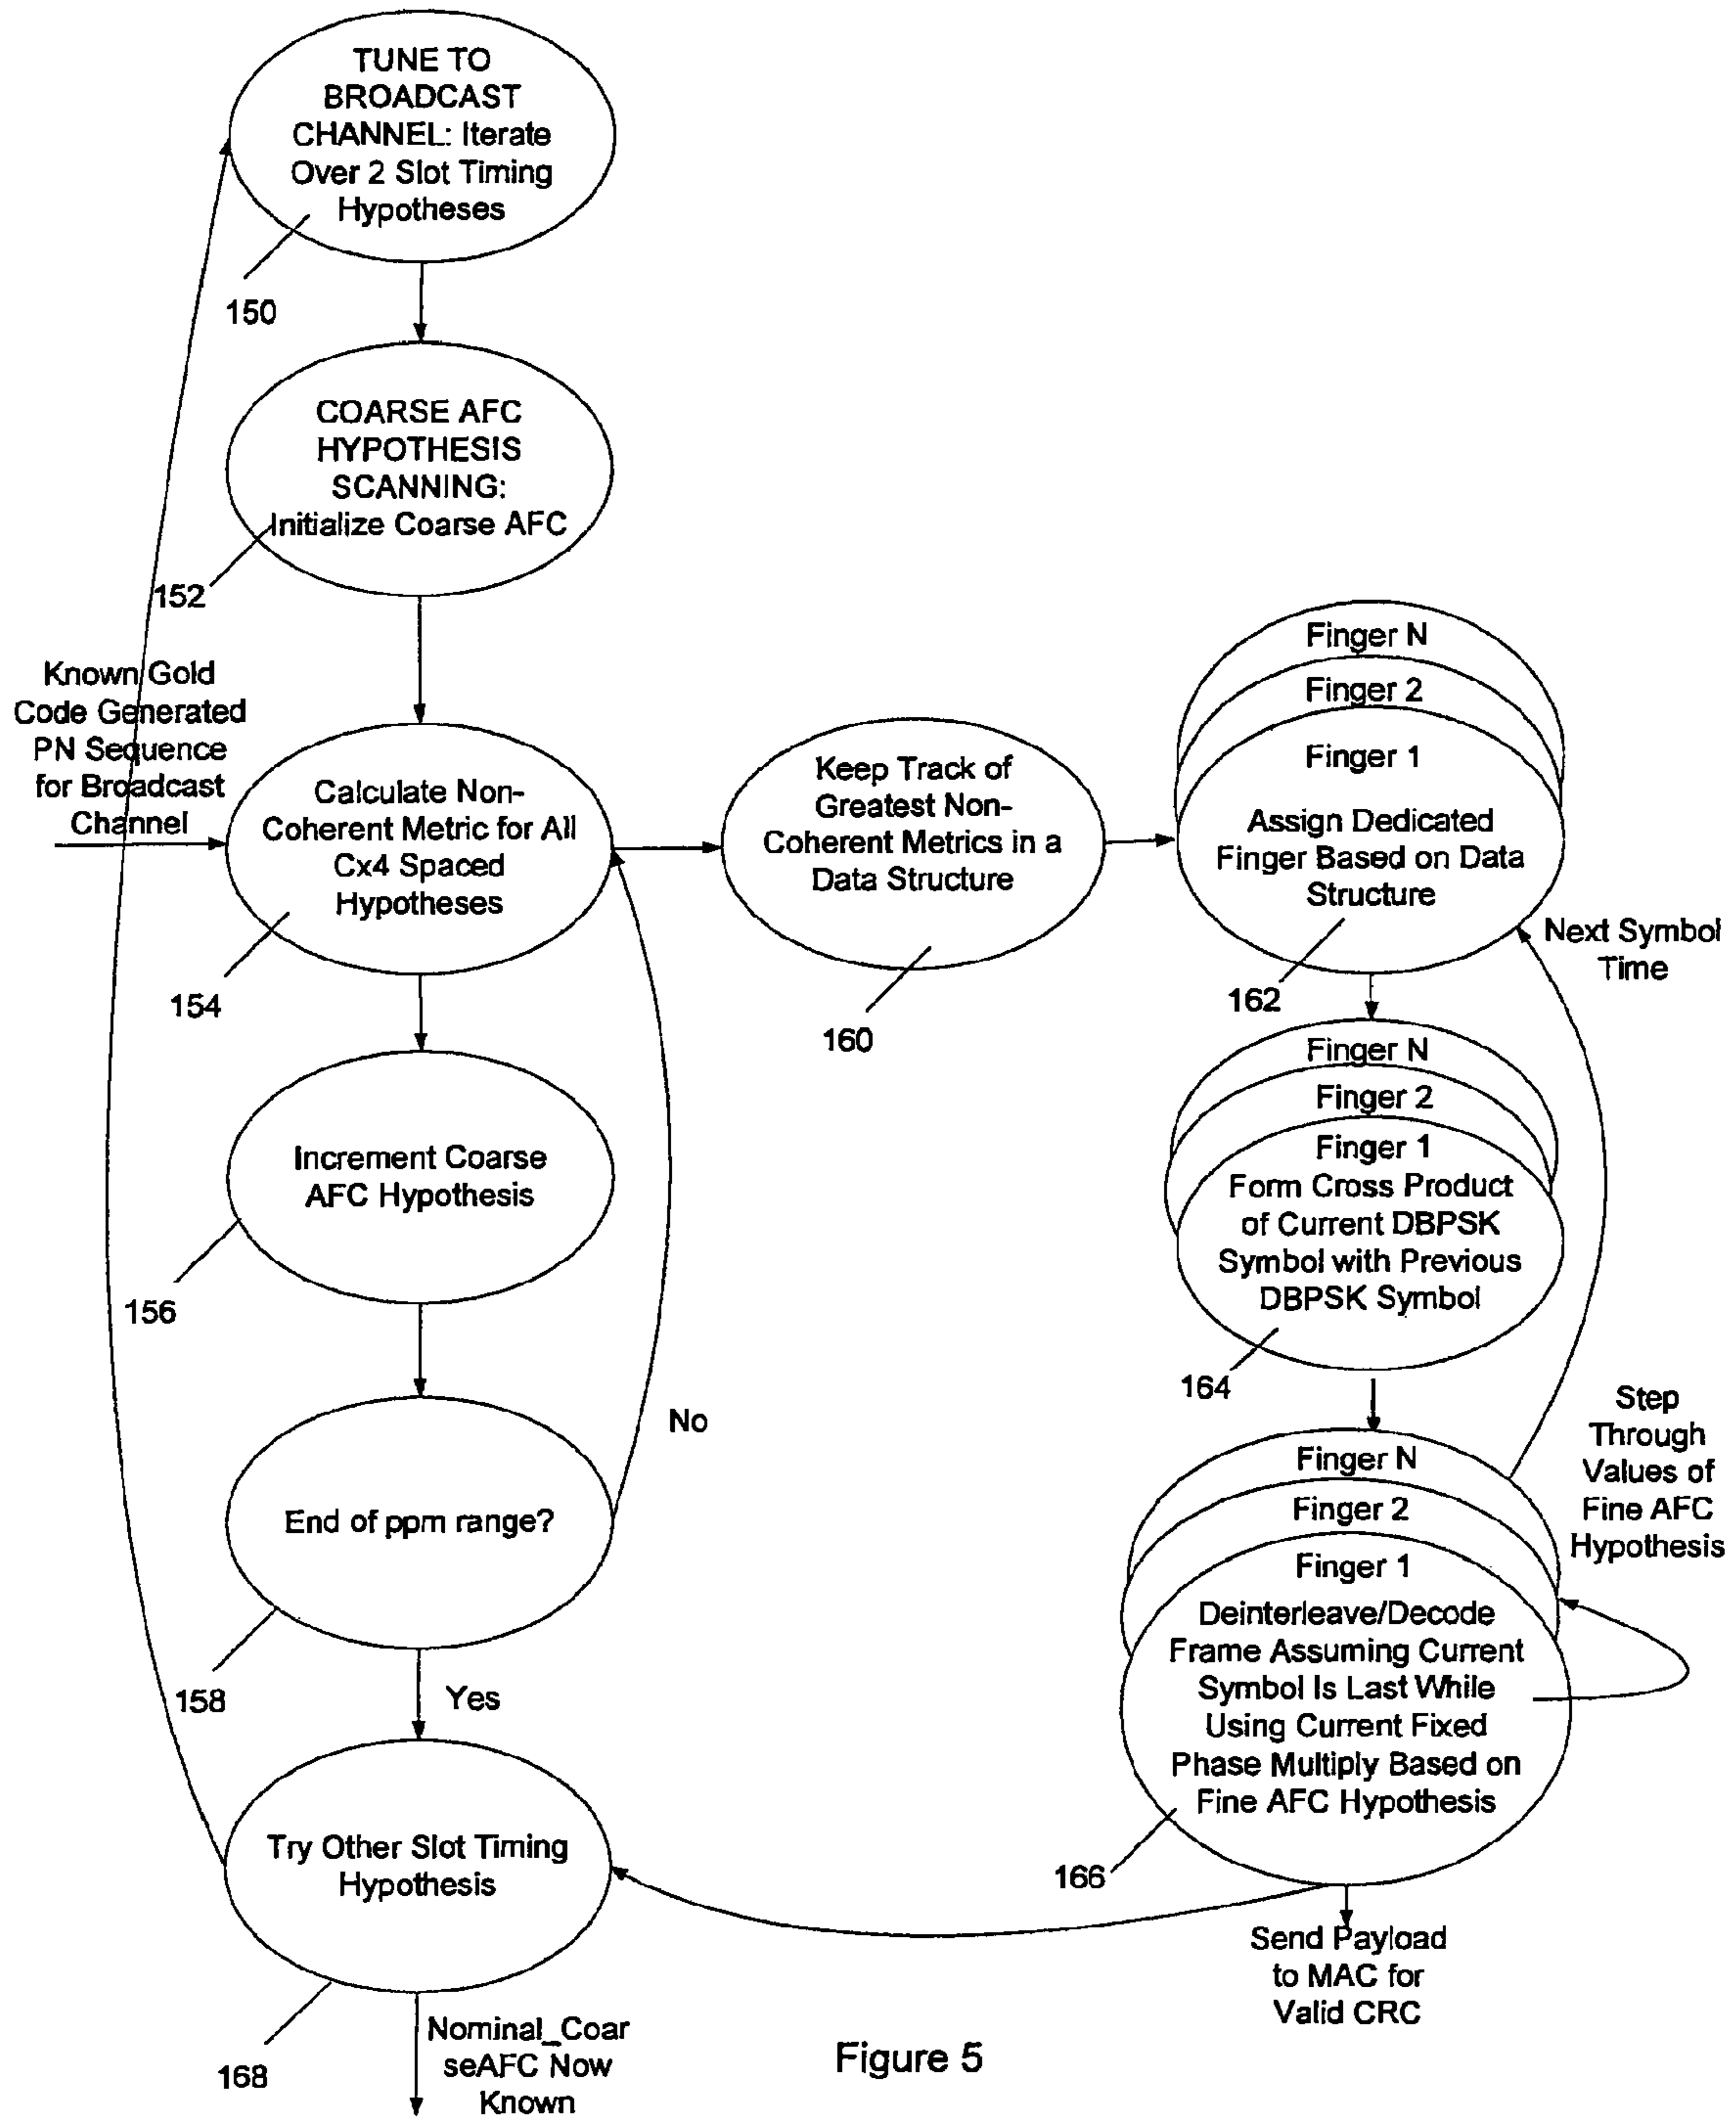 TUNE TO
BROADCAST
CHANNEL: Iterate
Over 2 Slot Timing
Hypotheses
150
COARSE AFC
HYPOTHESIS
SCANNING:
Initialize Coarse AFC
152
Known Gold
Code Generated
PN Sequence
for Broadcast
Channel
Calculate Non-
Coherent Metric for All
Cx4 Spaced
Hypotheses
154
Keep Track of
Greatest Non-
Coherent Metrics in a
Data Structure
160
Finger N
Finger 2
Finger 1
Assign Dedicated
Finger Based on Data
Structure
162
Next Symbol
Time
Increment Coarse
AFC Hypothesis
156
Finger N
Finger 2
Finger 1
Form Cross Product
of Current DBPSK
Symbol with Previous
DBPSK Symbol
164
End of ppm range?
No
158
Yes
Step
Through
Values of
Fine AFC
Hypothesis
Finger N
Finger 2
Finger 1
Deinterleave/Decode
Frame Assuming Current
Symbol Is Last While
Using Current Fixed
Phase Multiply Based on
Fine AFC Hypothesis
166
Try Other Slot Timing
Hypothesis
168
Send Payload
to MAC for
Valid CRC
Nominal_Coar
seAFC Now
Known
Figure 5